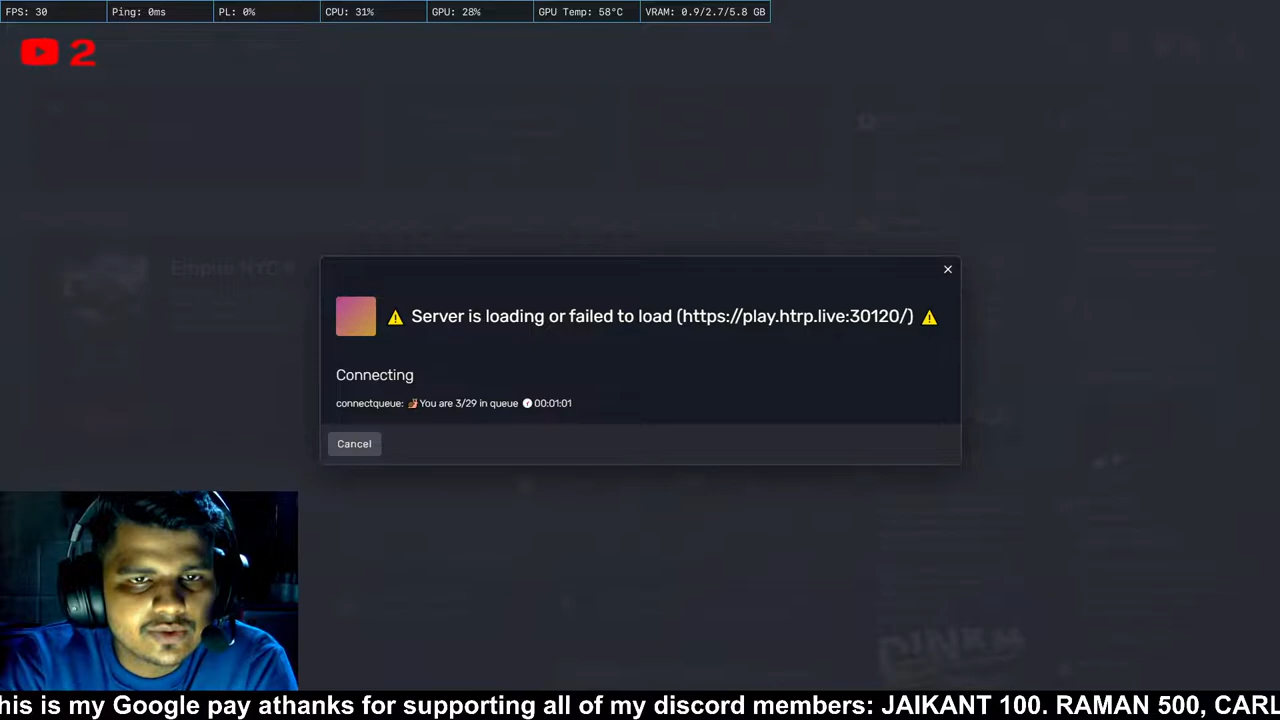 FPS: 30 Ping: 0ms PL: 0% CPU: 31% GPU: 28% GPU Temp: 58°C VRAM: 0.9/2.7/5.8 GB
2
Empire NYC
⚠ Server is loading or failed to load (https://play.htrp.live:30120/) ⚠
Connecting
connectqueue: 🐌You are 3/29 in queue 🕜00:01:01
Cancel
his is my Google pay athanks for supporting all of my discord members: JAIKANT 100. RAMAN 500, CARL